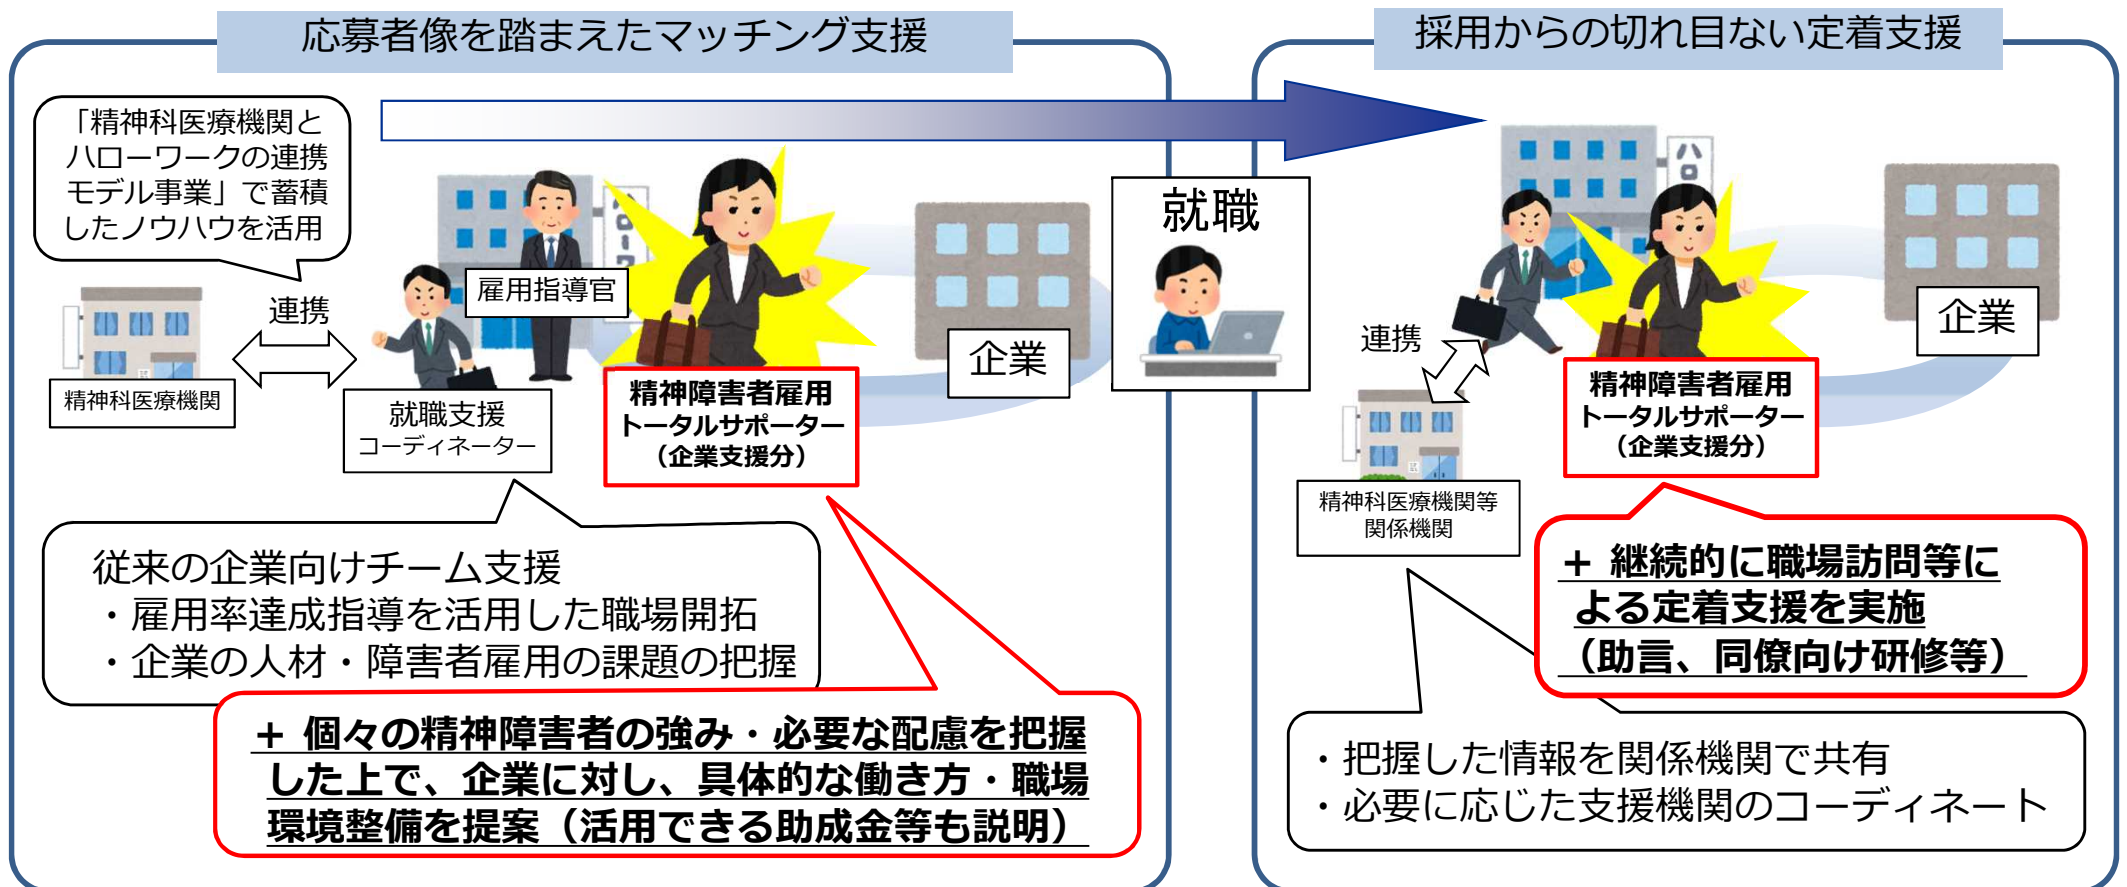 応募者像を踏まえたマッチング支援
「精神科医療機関と
ハローワークの連携
モデル事業」で蓄積
したノウハウを活用
連携
精神科医療機関
雇用指導官
就職支援
コーディネーター
精神障害者雇用
トータルサポーター
（企業支援分）
企業
従来の企業向けチーム支援
・雇用率達成指導を活用した職場開拓
・企業の人材・障害者雇用の課題の把握
+ 個々の精神障害者の強み・必要な配慮を把握
した上で、企業に対し、具体的な働き方・職場
環境整備を提案（活用できる助成金等も説明）
就職
採用からの切れ目ない定着支援
ハロ
連携
精神科医療機関等
関係機関
精神障害者雇用
トータルサポーター
（企業支援分）
企業
+ 継続的に職場訪問等に
よる定着支援を実施
（助言、同僚向け研修等）
・把握した情報を関係機関で共有
・必要に応じた支援機関のコーディネート